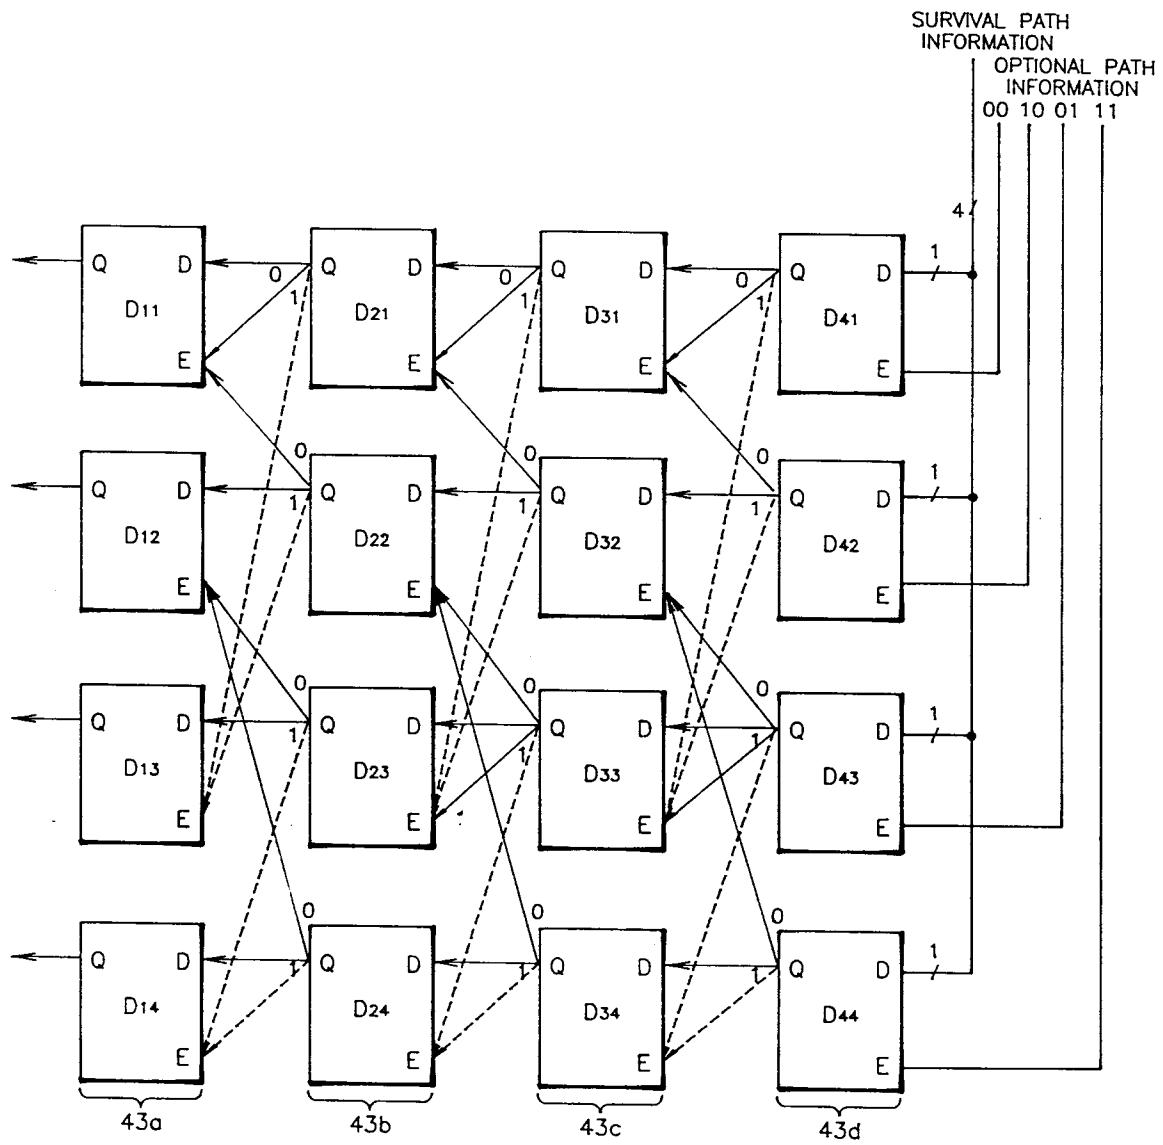 SURVIVAL PATH
INFORMATION
OPTIONAL PATH
INFORMATION
00 10 01 11
4
Q D 0 Q D 0 Q D 0 Q D 1
1 1 1
D11 D21 D31 D41
E E E E
0 0 0
Q D 1 Q D 1 Q D 1 Q D 1
D12 D22 D32 D42
E E E E
0 0 0
Q D 1 Q D 1 Q D 1 Q D 1
D13 D23 D33 D43
E E E E
0 0 0
Q D 1 Q D 1 Q D 1 Q D 1
D14 D24 D34 D44
E E E E
43a 43b 43c 43d